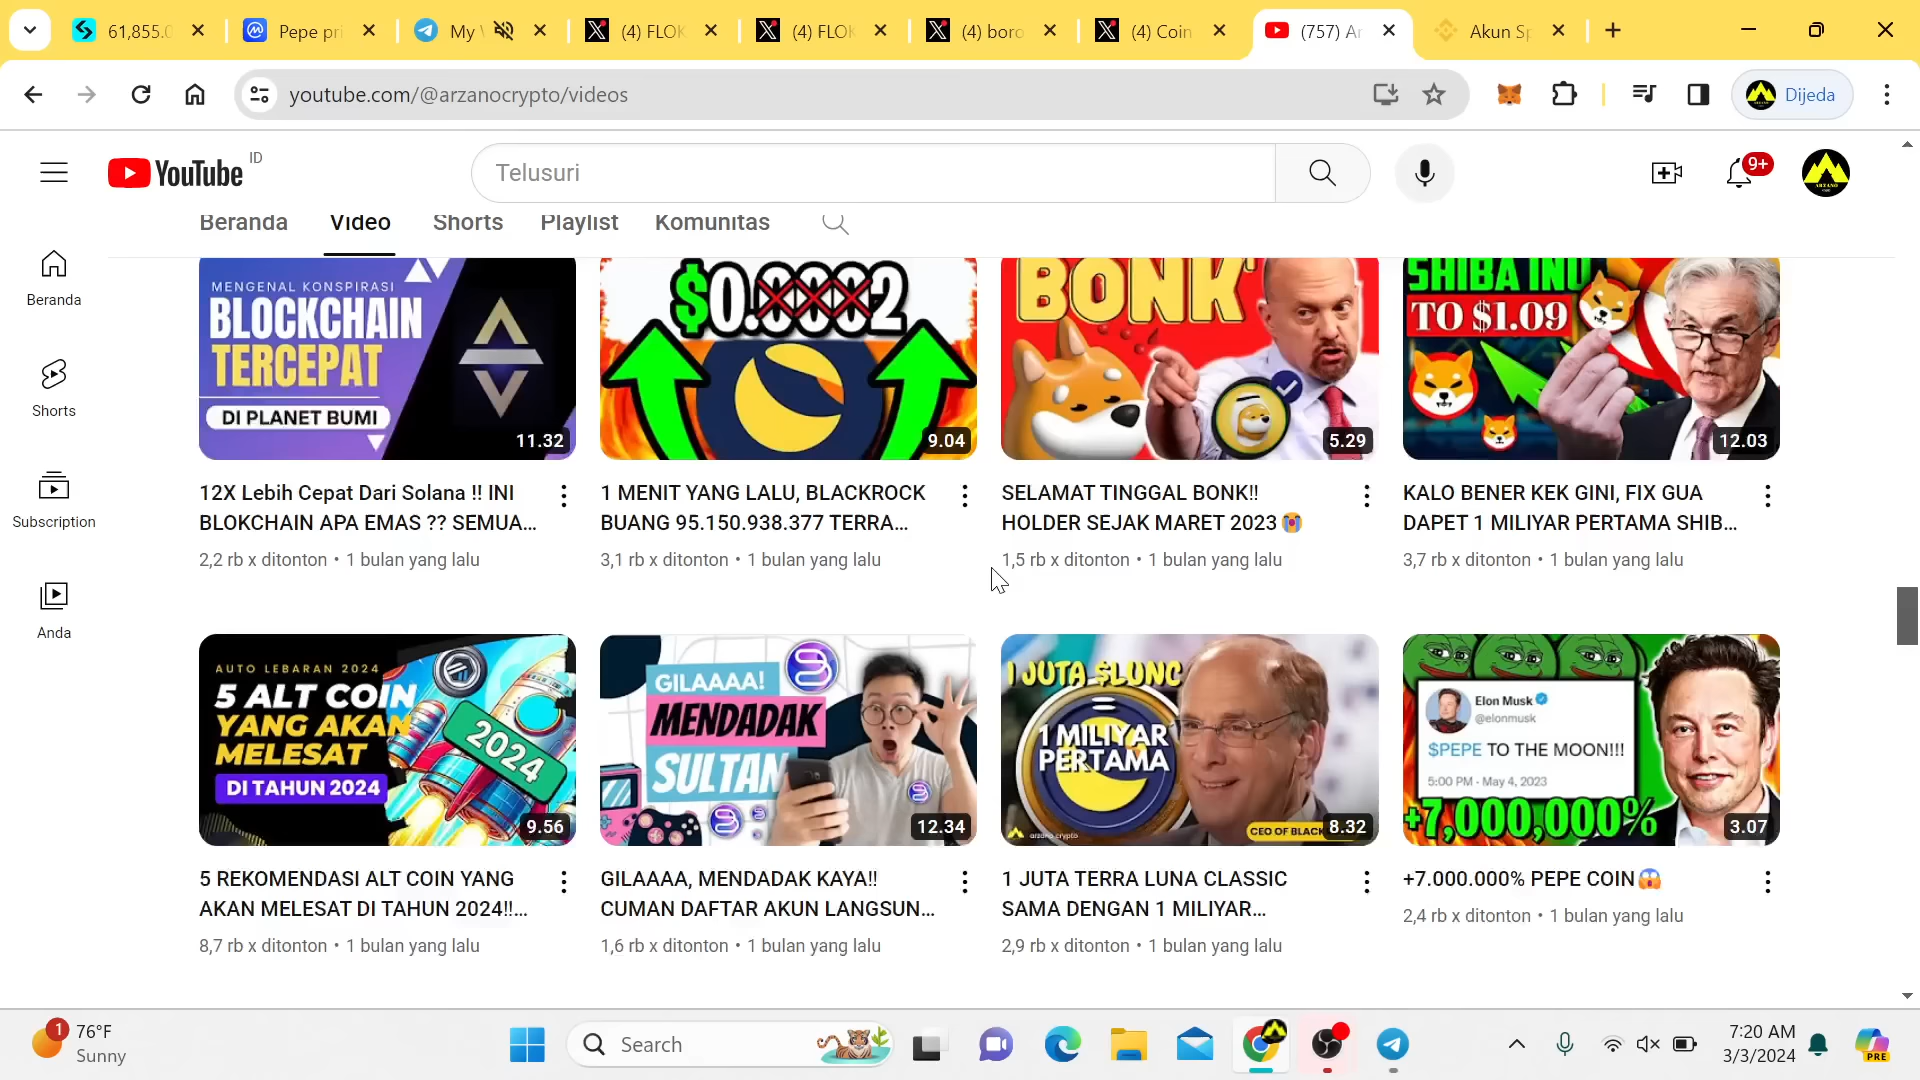 61,855.0
Pepe pri
My
(4) FLOK
(4) FLOK
(4) boro
(4) Coin
(757) Ar
Akun Sp
youtube.com/@arzanocrypto/videos
Dijeda
YouTube ID
Telusuri
9+
Beranda
Video
Shorts
Playlist
Komunitas
Beranda
Shorts
Subscription
Anda
MENGENAL KONSPIRASI
BLOCKCHAIN
TERCEPAT
DI PLANET BUMI
11.32
$0.0002
9.04
BONK
5.29
SHIBA INU
TO $1.09
12.03
12X Lebih Cepat Dari Solana !! INI
BLOKCHAIN APA EMAS ?? SEMUA...
2,2 rb x ditonton • 1 bulan yang lalu
1 MENIT YANG LALU, BLACKROCK
BUANG 95.150.938.377 TERRA...
3,1 rb x ditonton • 1 bulan yang lalu
SELAMAT TINGGAL BONK!!
HOLDER SEJAK MARET 2023😭
1,5 rb x ditonton • 1 bulan yang lalu
KALO BENER KEK GINI, FIX GUA
DAPET 1 MILIYAR PERTAMA SHIB...
3,7 rb x ditonton • 1 bulan yang lalu
AUTO LEBARAN 2024
5 ALT COIN
YANG AKAN
MELESAT
DI TAHUN 2024
2024
9.56
GILAAAA!
MENDADAK
SULTAN
12.34
1 JUTA $LUNC
1 MILIYAR
PERTAMA
arzano crypto
CEO OF BLACK
8.32
Elon Musk
@elonmusk
$PEPE TO THE MOON!!!
5:00 PM - May 4, 2023
+7,000,000%
3.07
5 REKOMENDASI ALT COIN YANG
AKAN MELESAT DI TAHUN 2024!!...
8,7 rb x ditonton • 1 bulan yang lalu
GILAAAA, MENDADAK KAYA!!
CUMAN DAFTAR AKUN LANGSUN...
1,6 rb x ditonton • 1 bulan yang lalu
1 JUTA TERRA LUNA CLASSIC
SAMA DENGAN 1 MILIYAR...
2,9 rb x ditonton • 1 bulan yang lalu
+7.000.000% PEPE COIN😱
2,4 rb x ditonton • 1 bulan yang lalu
1
76°F
Sunny
Search
7:20 AM
3/3/2024
PRE